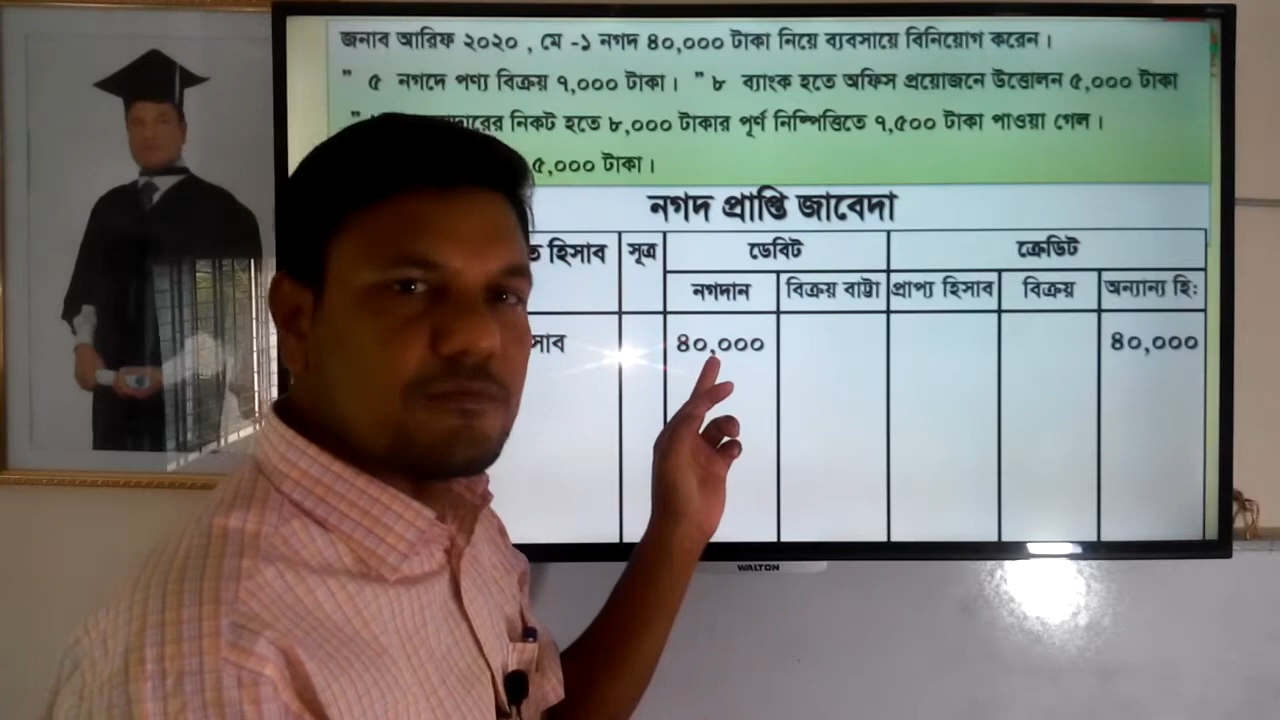 জনাব আরিফ ২০২০ , মে -১ নগদ ৪০,০০০ টাকা নিয়ে ব্যবসায়ে বিনিয়োগ করেন ।
" ৫ নগদে পণ্য বিক্রয় ৭,০০০ টাকা । " ৮ ব্যাংক হতে অফিস প্রয়োজনে উত্তোলন ৫,০০০ টাকা
" নিকট হতে ৮,০০০ টাকার পূর্ণ নিষ্পিত্তিতে ৭,৫০০ টাকা পাওয়া গেল ।
৫,০০০ টাকা ।
নগদ প্রাপ্তি জাবেদা
হিসাব সূত্র ডেবিট ক্রেডিট
নগদান বিক্রয় বাট্টা প্রাপ্য হিসাব বিক্রয় অন্যান্য হি:
৪০,০০০ ৪০,০০০
WALTON